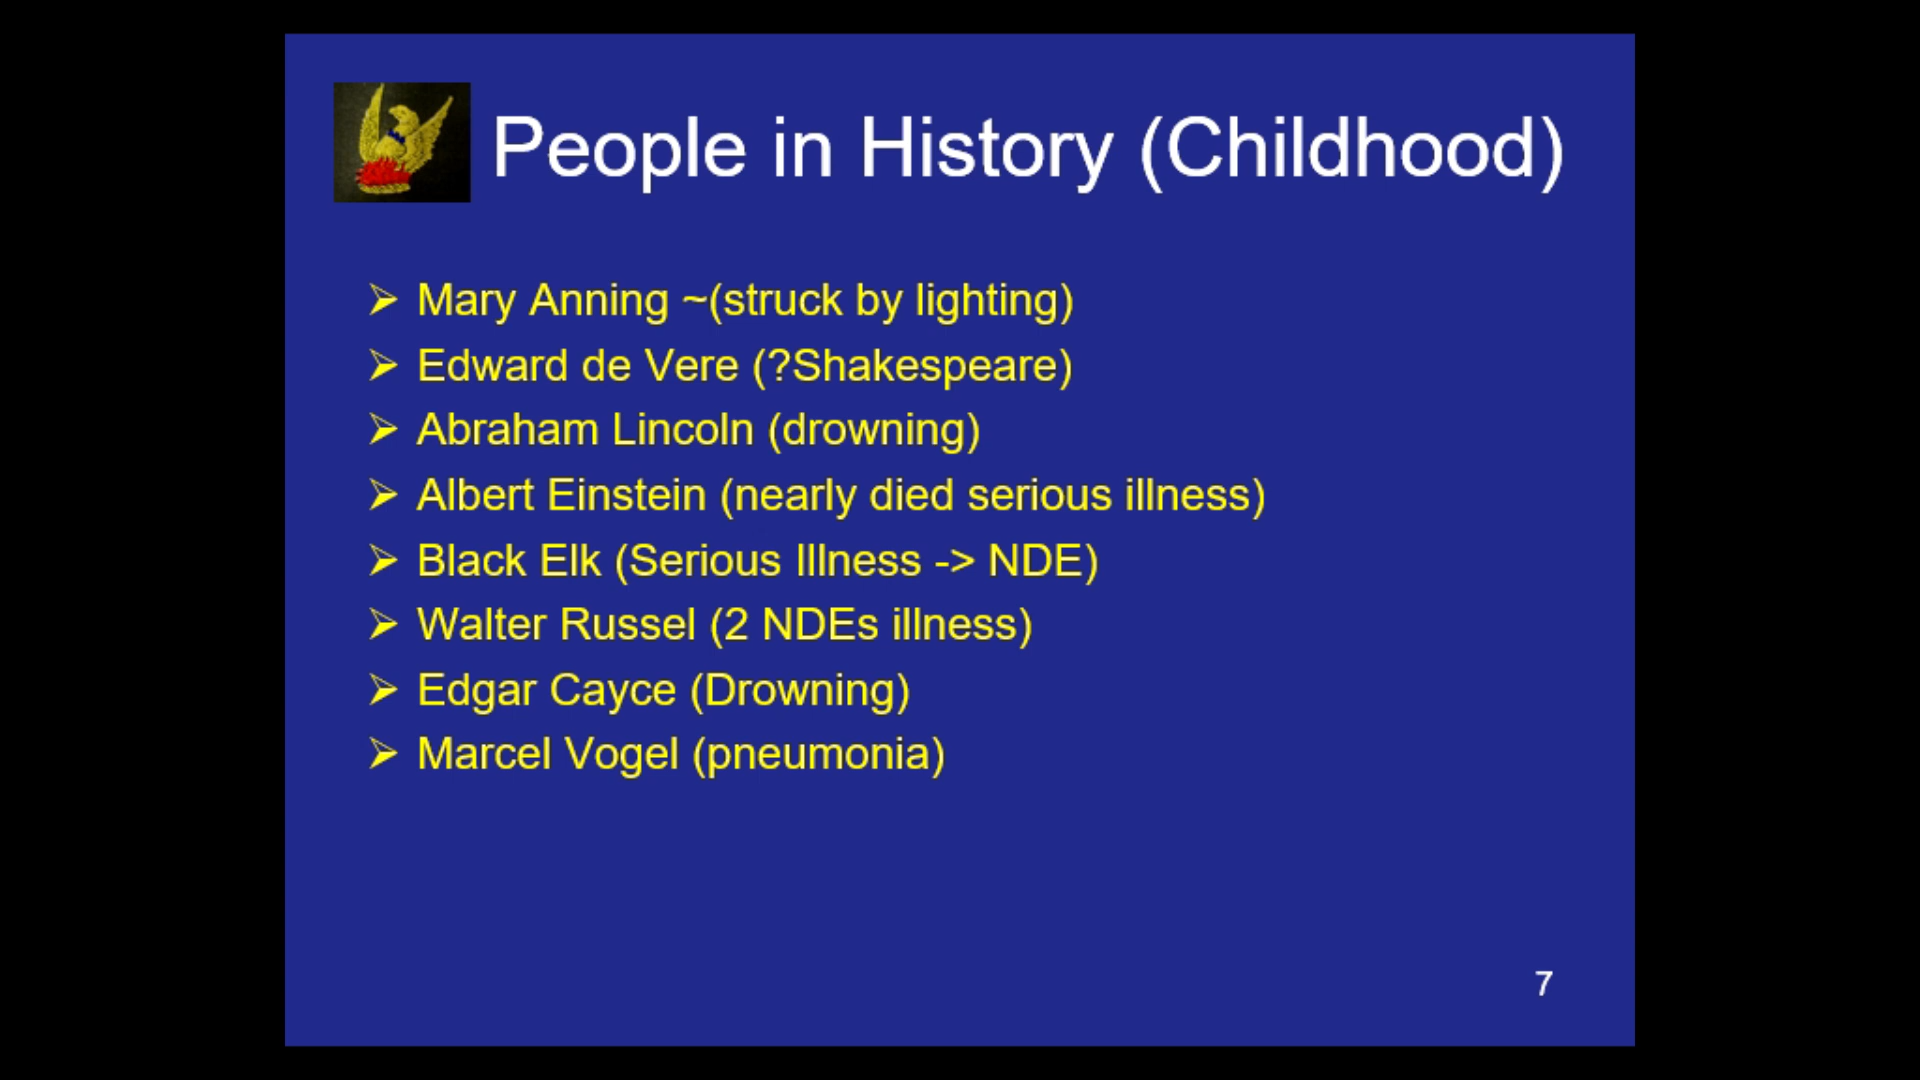 People in History (Childhood)
➢ Mary Anning ~(struck by lighting)
➢ Edward de Vere (?Shakespeare)
➢ Abraham Lincoln (drowning)
➢ Albert Einstein (nearly died serious illness)
➢ Black Elk (Serious Illness -> NDE)
➢ Walter Russel (2 NDEs illness)
➢ Edgar Cayce (Drowning)
➢ Marcel Vogel (pneumonia)
7